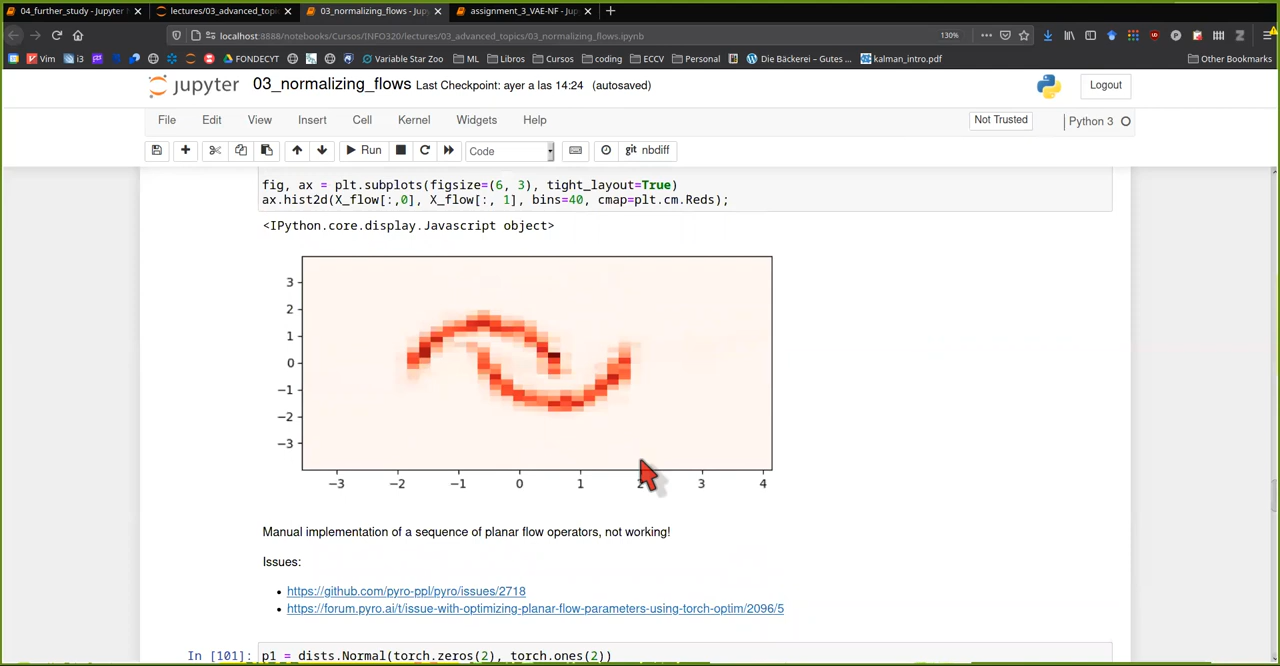 04_further_study - Jupyter N
lectures/03_advanced_topic
03_normalizing_flows - Jup
assignment_3_VAE-NF - Jup
localhost:8888/notebooks/Cursos/INFO320/lectures/03_advanced_topics/03_normalizing_flows.ipynb
130%
Vim
i3
FONDECYT
Variable Star Zoo
ML
Libros
Cursos
coding
ECCV
Personal
Die Bäckerei – Gutes ...
kalman_intro.pdf
Other Bookmarks
jupyter 03_normalizing_flows Last Checkpoint: ayer a las 14:24 (autosaved)
Logout
File Edit View Insert Cell Kernel Widgets Help
Not Trusted
Python 3
Run
Code
nbdiff
fig, ax = plt.subplots(figsize=(6, 3), tight_layout=True)
ax.hist2d(X_flow[:,0], X_flow[:, 1], bins=40, cmap=plt.cm.Reds);
<IPython.core.display.Javascript object>
3
2
1
0
−1
−2
−3
−3 −2 −1 0 1 2 3 4
Manual implementation of a sequence of planar flow operators, not working!
Issues:
https://github.com/pyro-ppl/pyro/issues/2718
https://forum.pyro.ai/t/issue-with-optimizing-planar-flow-parameters-using-torch-optim/2096/5
In [101]: p1 = dists.Normal(torch.zeros(2), torch.ones(2))